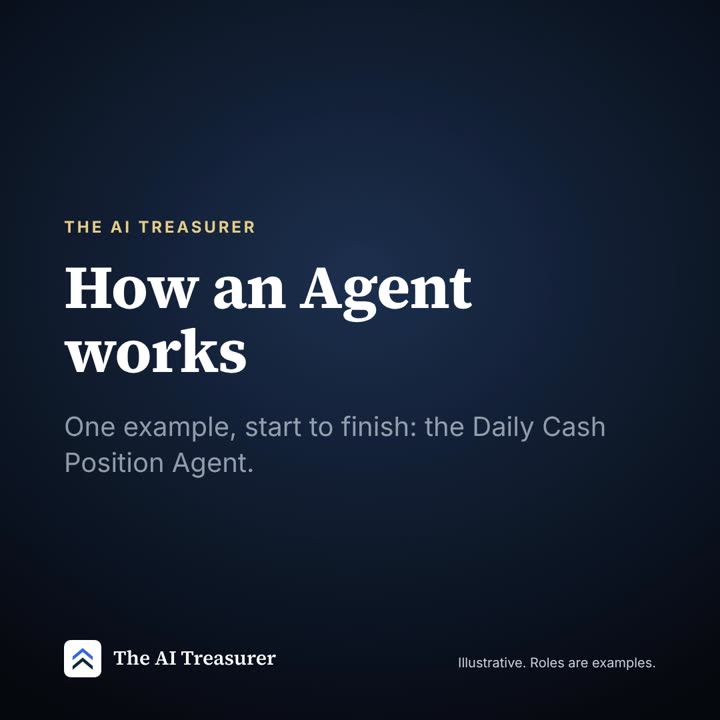 THE AI TREASURER
How an Agent
works
One example, start to finish: the Daily Cash
Position Agent.
The AI Treasurer
Illustrative. Roles are examples.